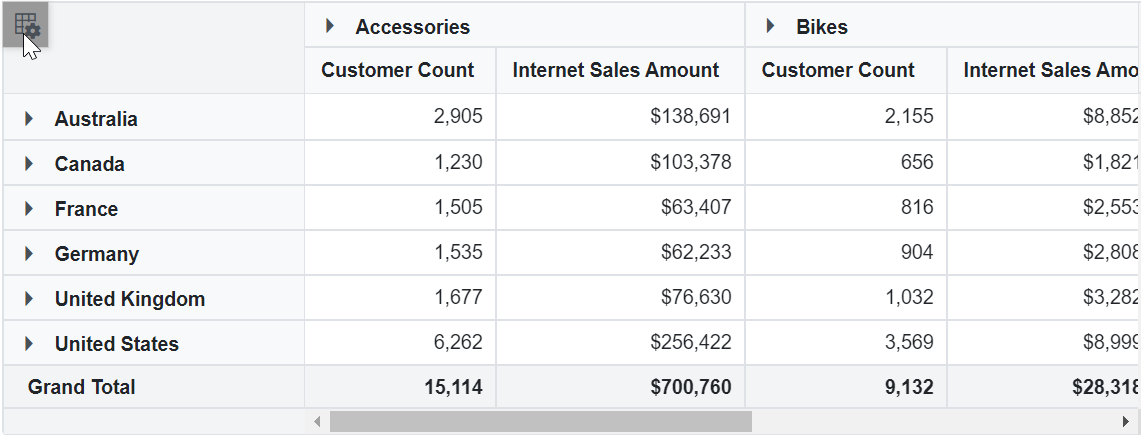 Accessories Bikes
Customer Count Internet Sales Amount Customer Count Internet Sales Amo
Australia 2,905 $138,691 2,155 $8,852
Canada 1,230 $103,378 656 $1,821
France 1,505 $63,407 816 $2,553
Germany 1,535 $62,233 904 $2,808
United Kingdom 1,677 $76,630 1,032 $3,282
United States 6,262 $256,422 3,569 $8,999
Grand Total 15,114 $700,760 9,132 $28,318